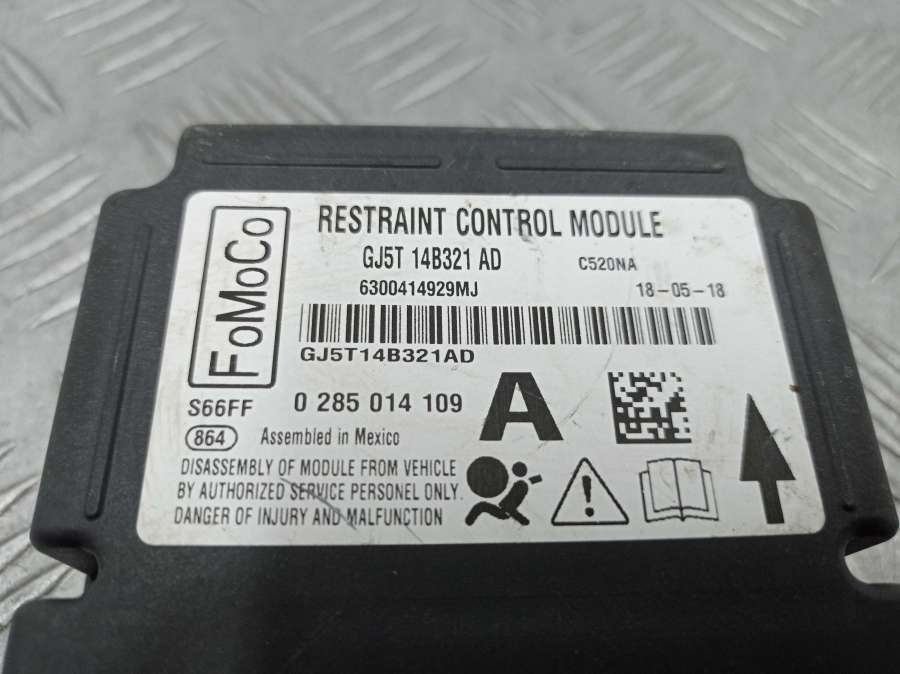 FoMoCo
RESTRAINT CONTROL MODULE
GJ5T 14B321 AD
C520NA
6300414929MJ
18-05-18
GJ5T14B321AD
S66FF
0 285 014 109
A
864
Assembled in Mexico
DISASSEMBLY OF MODULE FROM VEHICLE
BY AUTHORIZED SERVICE PERSONEL ONLY.
DANGER OF INJURY AND MALFUNCTION